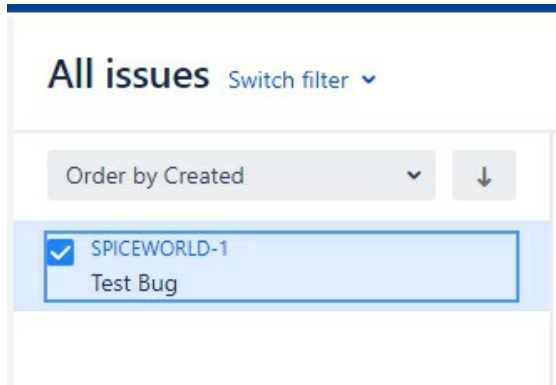 All issues Switch filter
Order by Created
SPICEWORLD-1
Test Bug